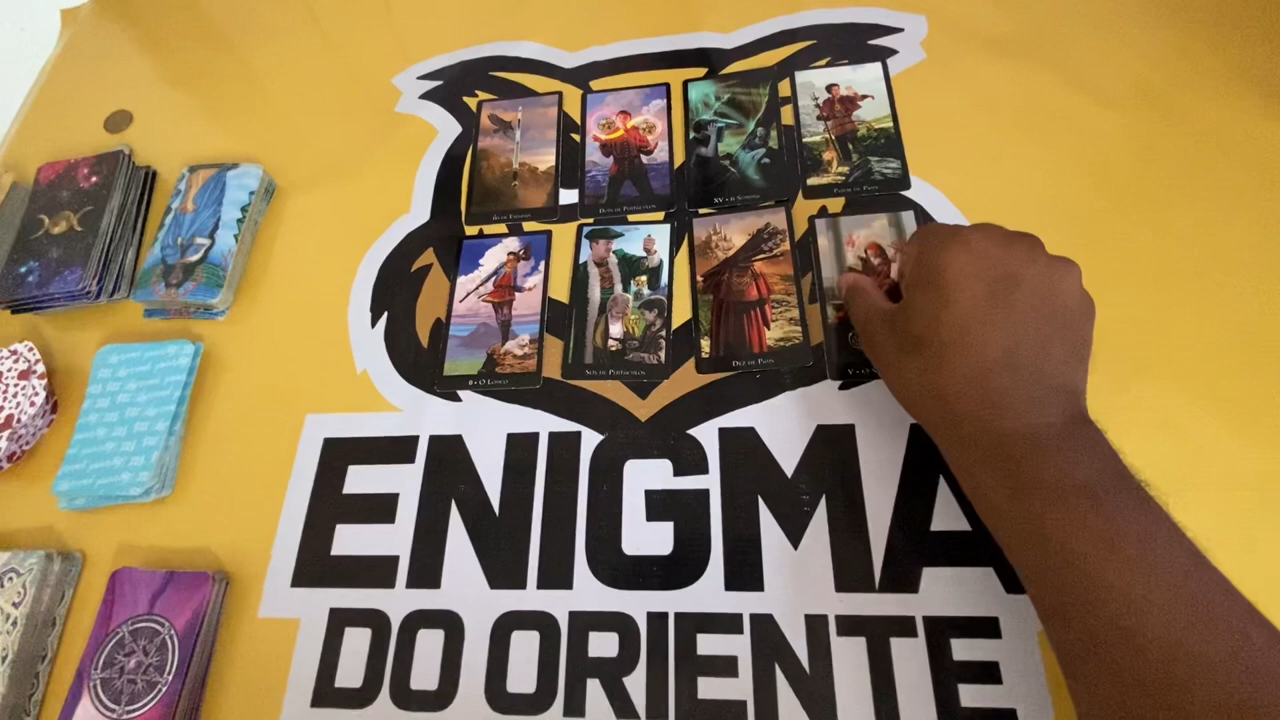 Ás de Espadas
Dois de Pentáculos
XV • A Sombra
Pajem de Paus
0 • O Louco
Seis de Pentáculos
Dez de Paus
V • O
ENIGMA
DO ORIENTE